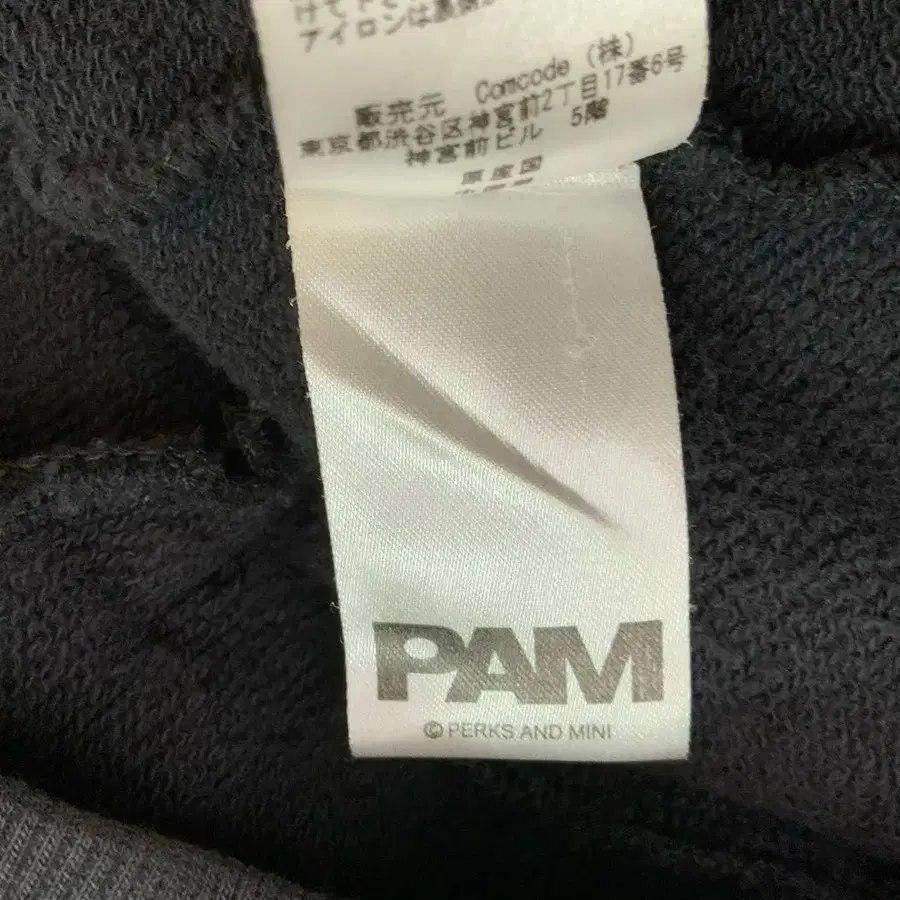 アイロンは
販売元 Comcode (株)
東京都渋谷区神宮前2丁目17番6号
神宮前ビル 5階
原産国
PAM
©PERKS AND MINI